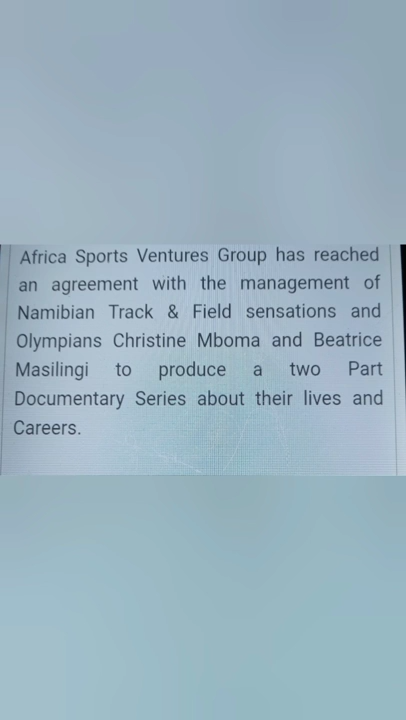 Africa Sports Ventures Group has reached
an agreement with the management of
Namibian Track & Field sensations and
Olympians Christine Mboma and Beatrice
Masilingi to produce a two Part
Documentary Series about their lives and
Careers.